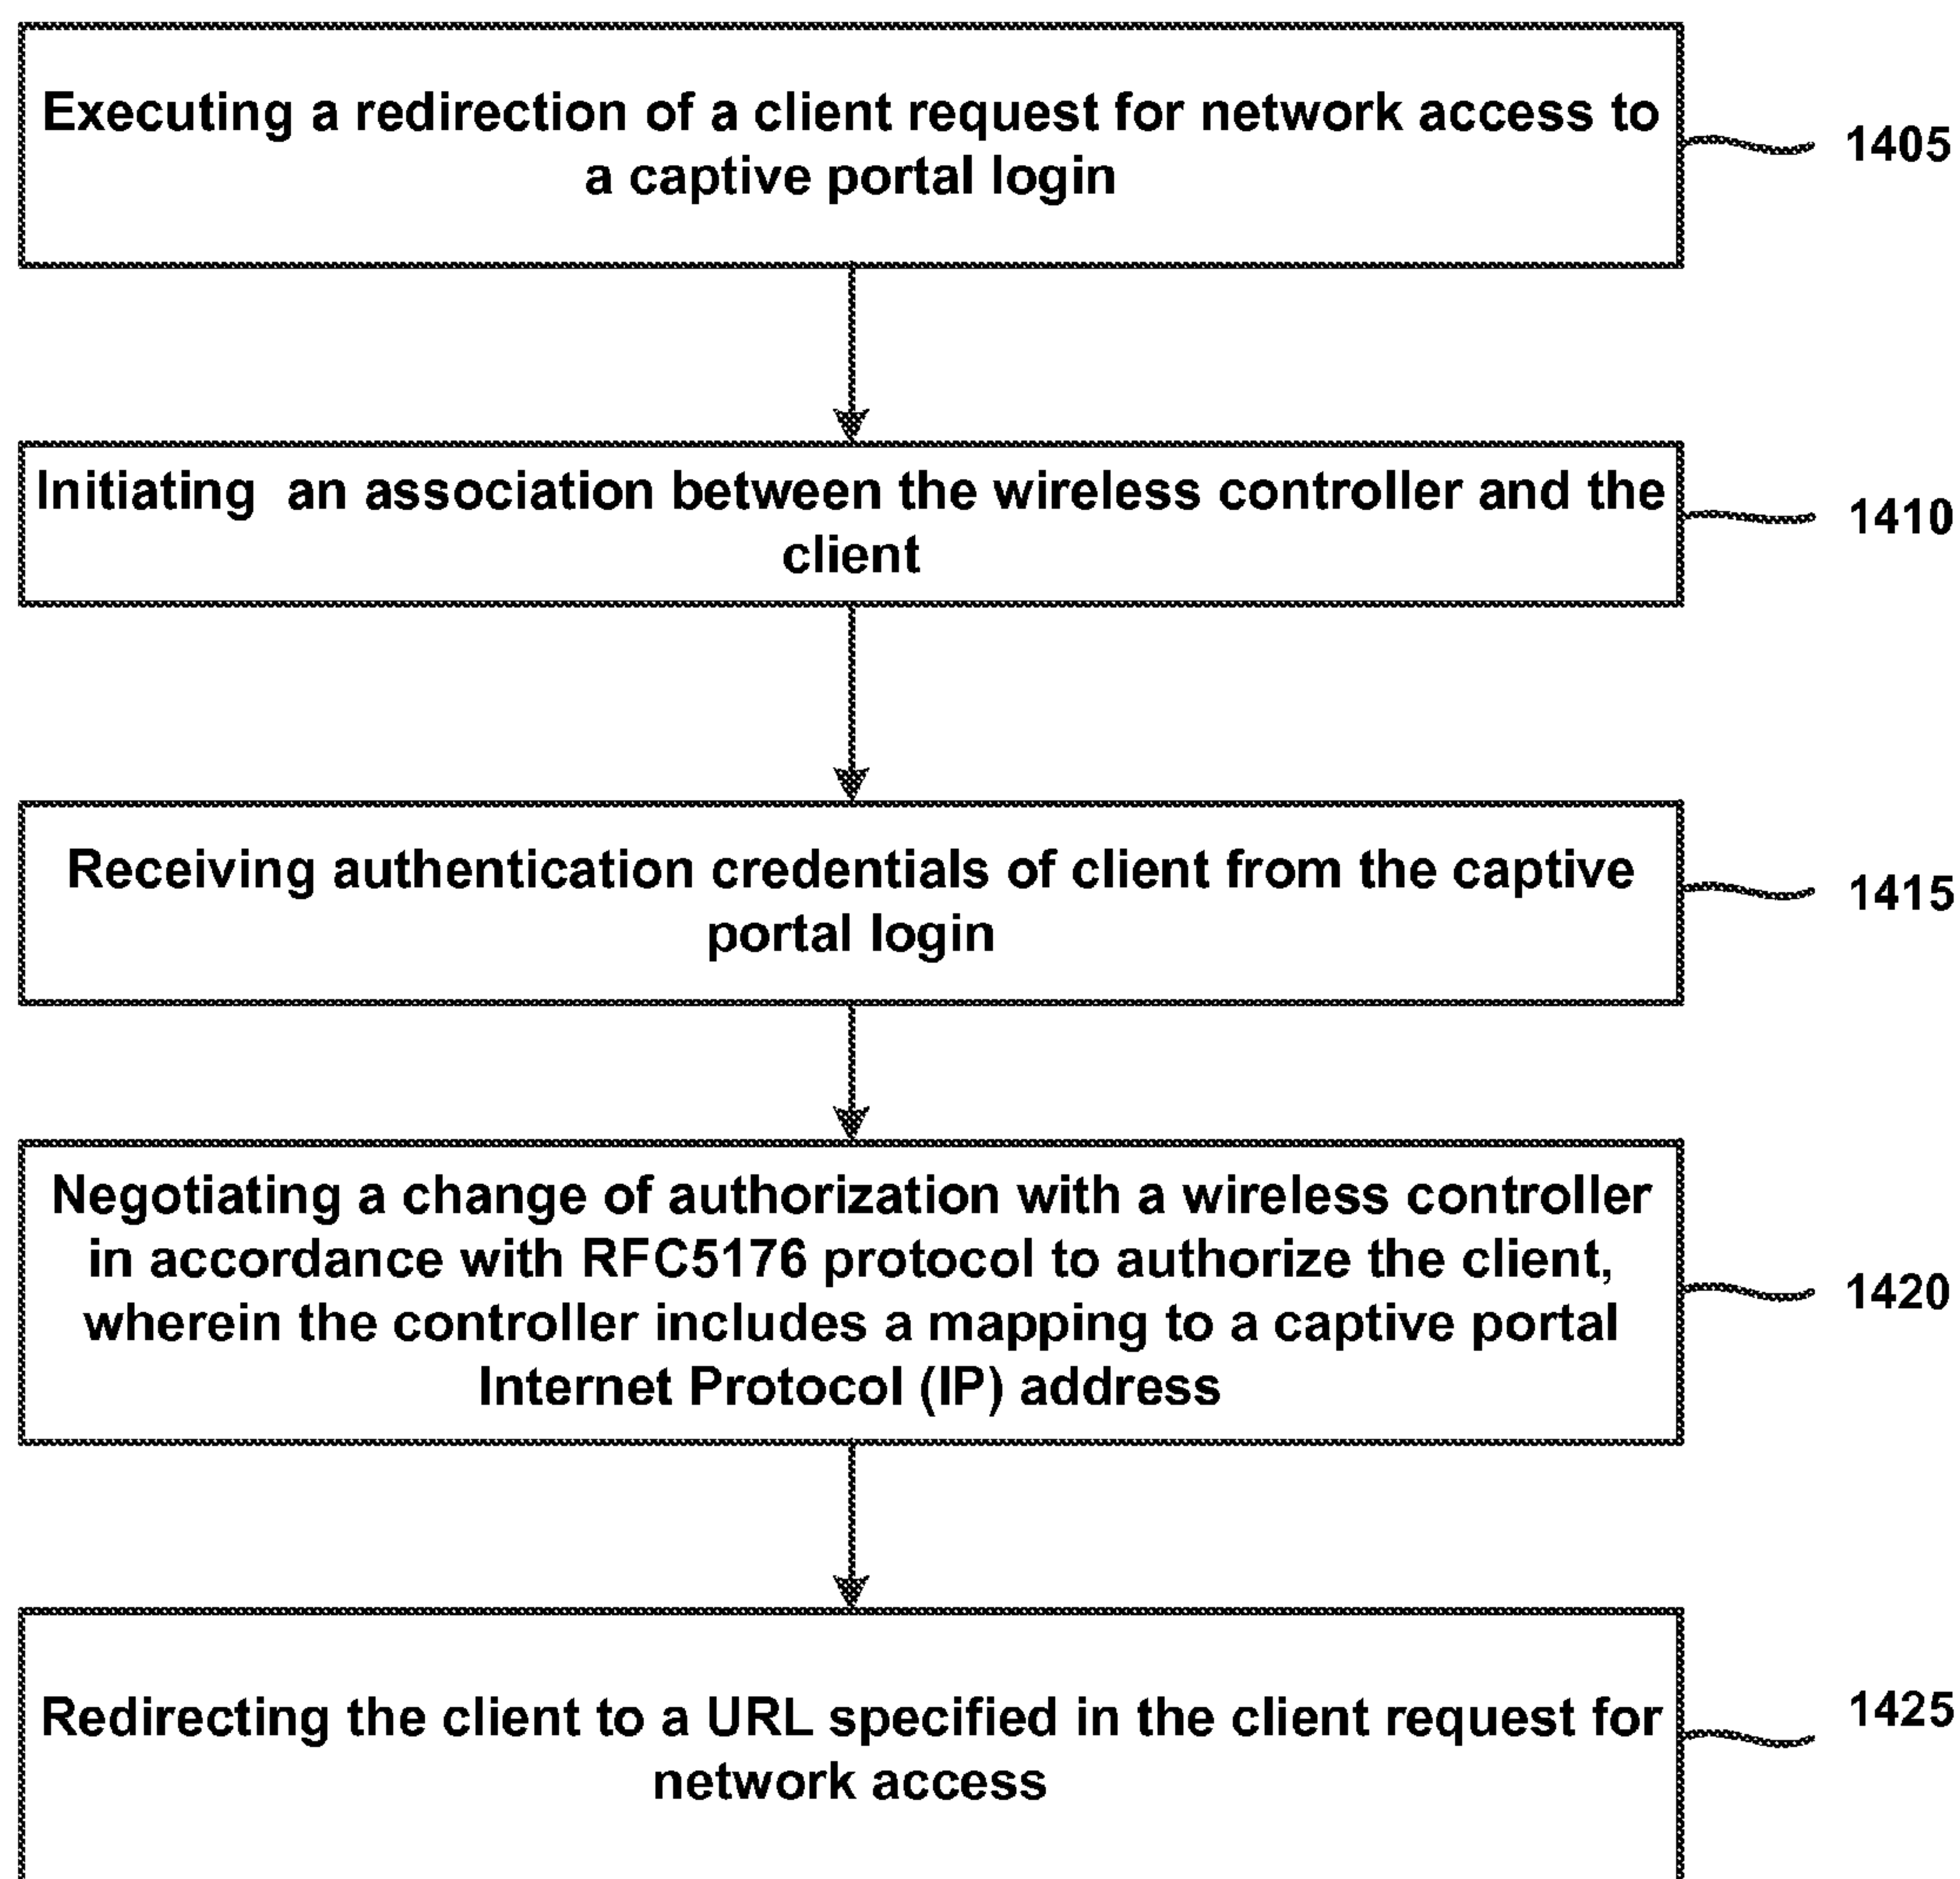 Executing a redirection of a client request for network access to
a captive portal login
1405
Initiating an association between the wireless controller and the
client
1410
Receiving authentication credentials of client from the captive
portal login
1415
Negotiating a change of authorization with a wireless controller
in accordance with RFC5176 protocol to authorize the client,
wherein the controller includes a mapping to a captive portal
Internet Protocol (IP) address
1420
Redirecting the client to a URL specified in the client request for
network access
1425